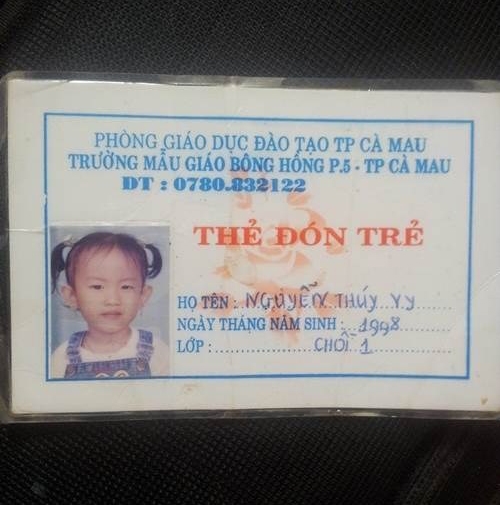 PHÒNG GIÁO DỤC ĐÀO TẠO TP CÀ MAU
TRƯỜNG MẪU GIÁO BÔNG HỒNG P.5 - TP CÀ MAU
ĐT : 0780.832122
THẺ ĐÓN TRẺ
HỌ TÊN : NGUYỄN THÚY VY
NGÀY THÁNG NĂM SINH : 1998
LỚP : CHỒI 1